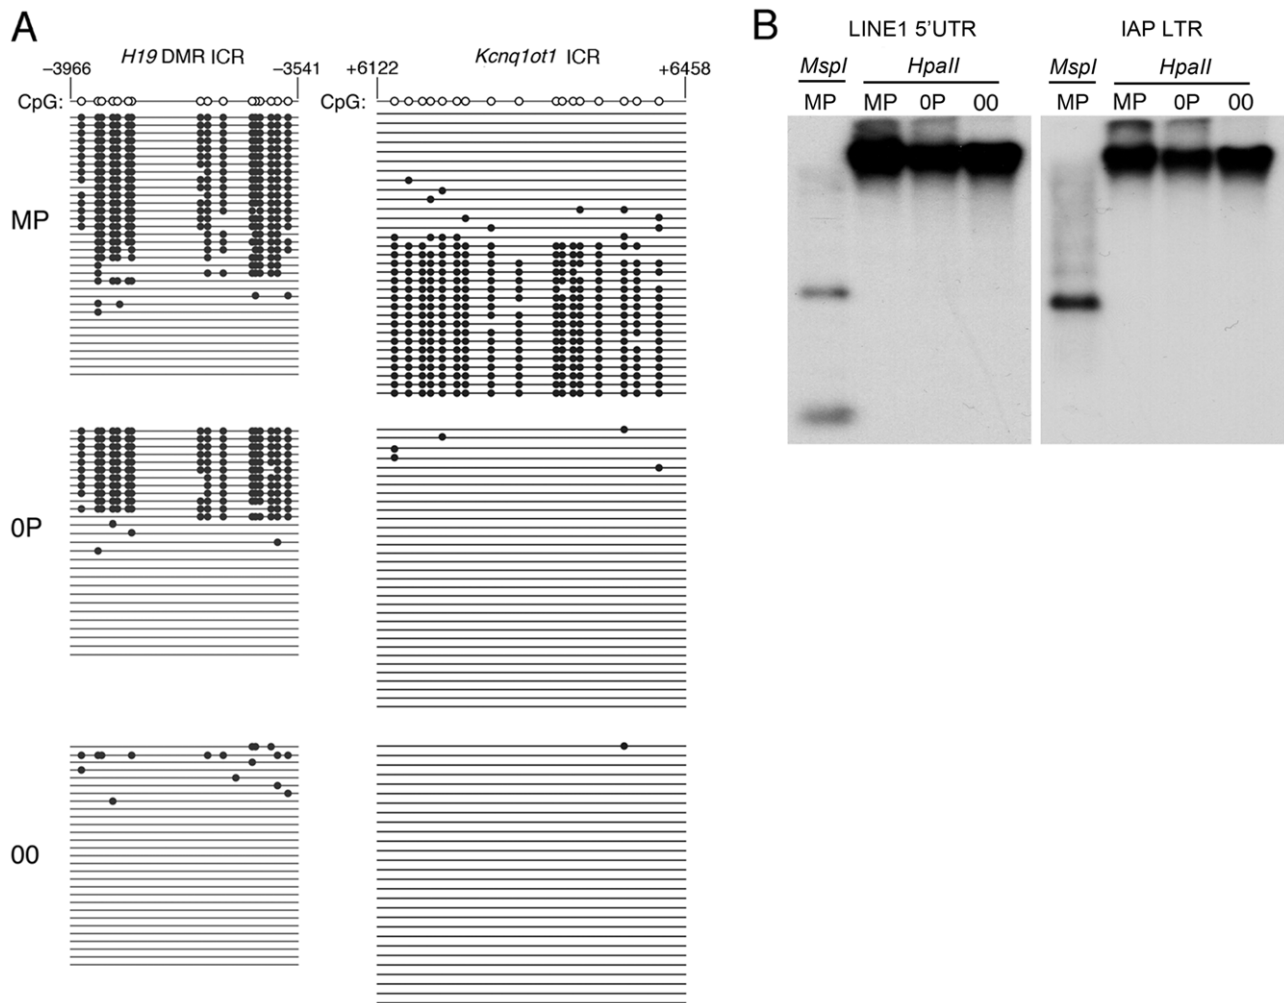 A
H19 DMR ICR
Kcnq1ot1 ICR
–3966
–3541
+6122
+6458
CpG:
CpG:
MP
0P
00
B
LINE1 5'UTR
IAP LTR
MspI
HpaII
MspI
HpaII
MP
MP
0P
00
MP
MP
0P
00